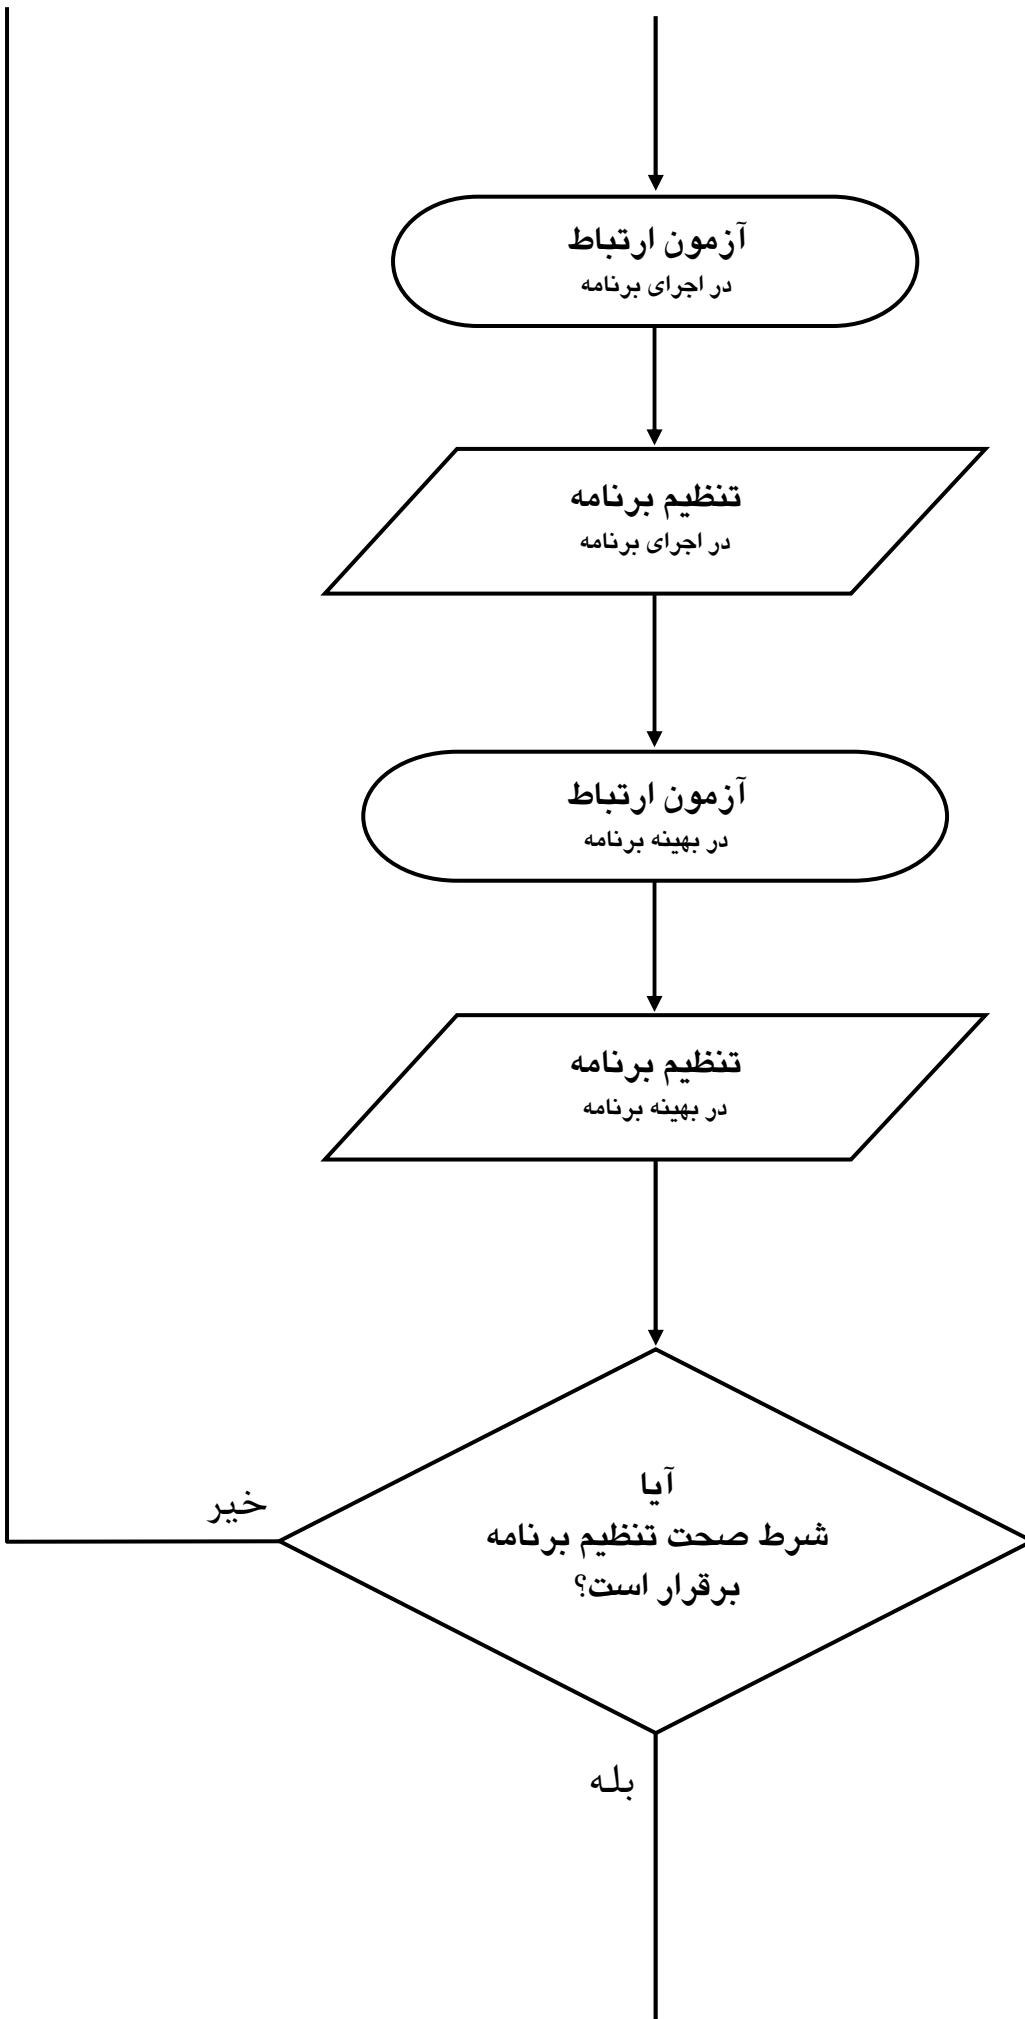 آزمون ارتباط
در اجرای برنامه
تنظیم برنامه
در اجرای برنامه
آزمون ارتباط
در بهینه برنامه
تنظیم برنامه
در بهینه برنامه
آیا
شرط صحت تنظیم برنامه
برقرار است؟
خیر
بله